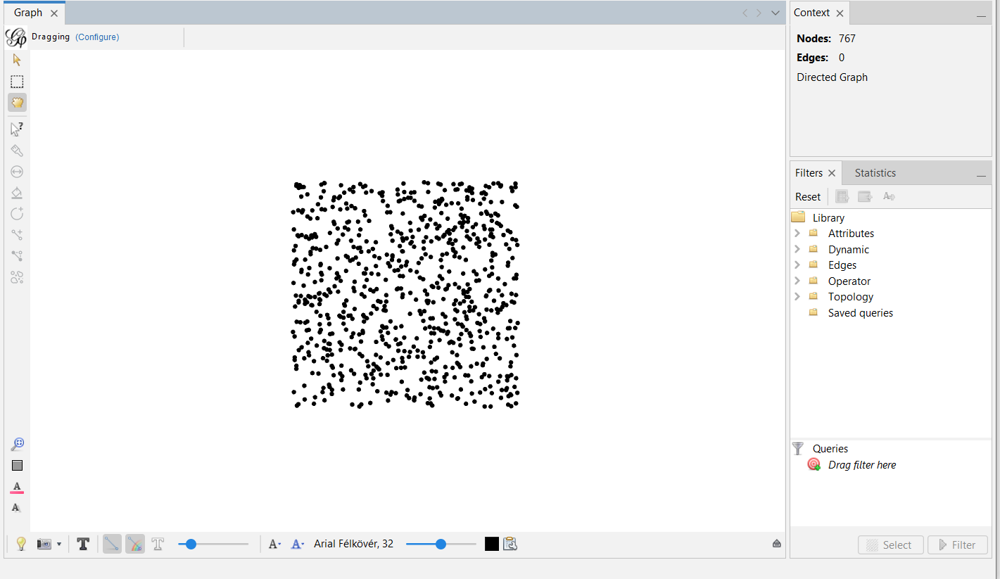 Graph
Context
Dragging (Configure)
Nodes: 767
Edges: 0
Directed Graph
Filters
Statistics
Reset
Library
Attributes
Dynamic
Edges
Operator
Topology
Saved queries
Queries
Drag filter here
Arial Félkövér, 32
Select
Filter